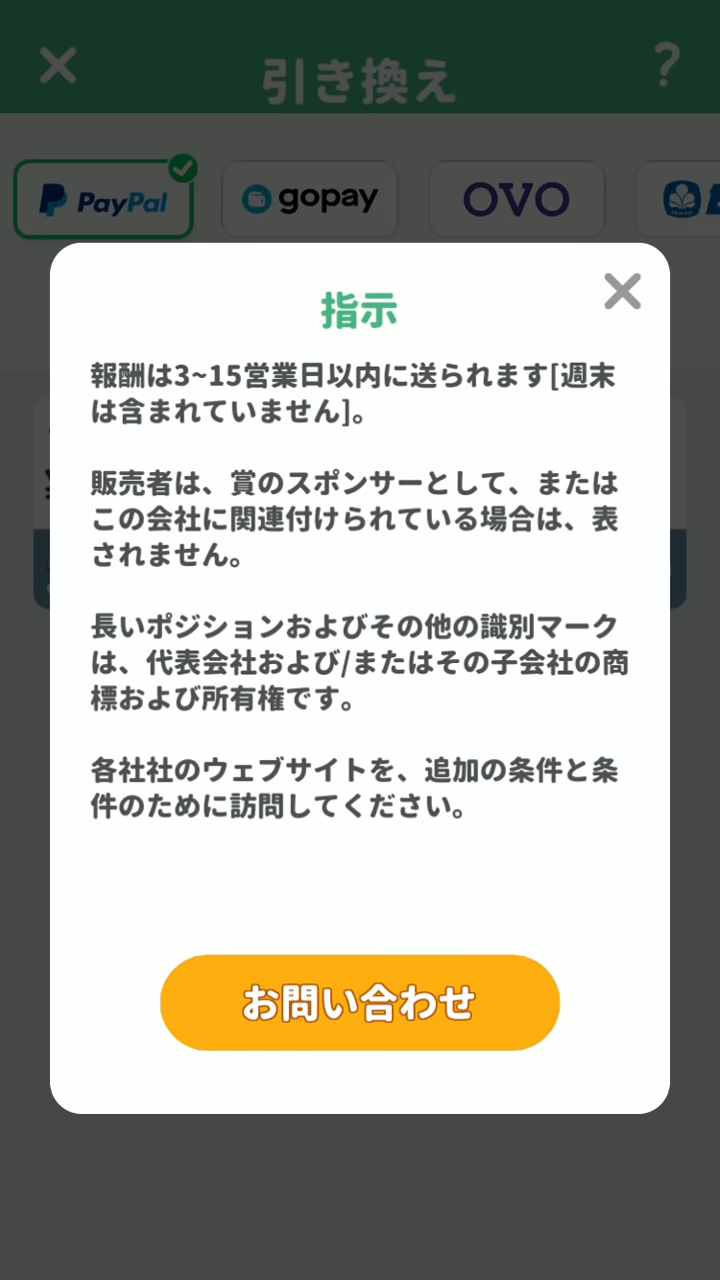 引き換え
?
PayPal
gopay
OVO
指示
報酬は3~15営業日以内に送られます[週末
は含まれていません]。
販売者は、賞のスポンサーとして、または
この会社に関連付けられている場合は、表
されません。
長いポジションおよびその他の識別マーク
は、代表会社および/またはその子会社の商
標および所有権です。
各社社のウェブサイトを、追加の条件と条
件のために訪問してください。
お問い合わせ